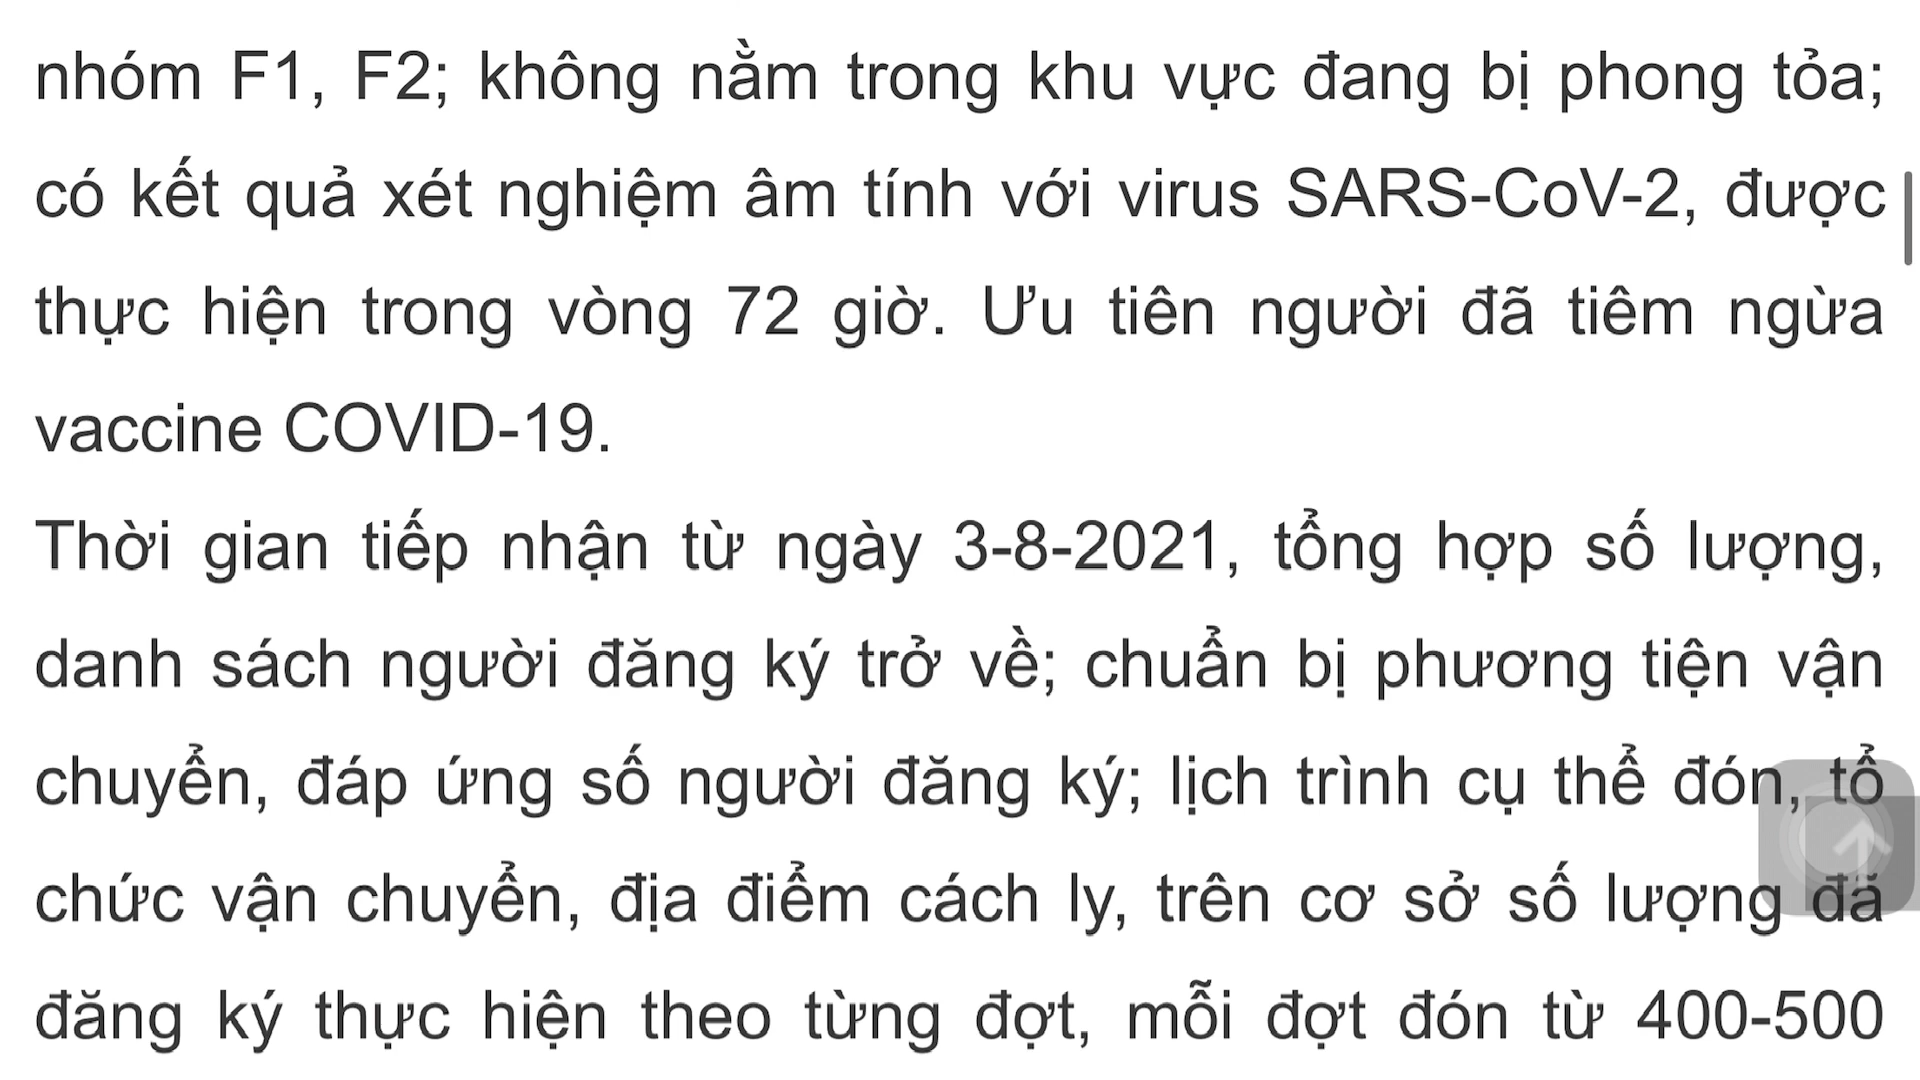 nhóm F1, F2; không nằm trong khu vực đang bị phong tỏa;
có kết quả xét nghiệm âm tính với virus SARS-CoV-2, được
thực hiện trong vòng 72 giờ. Ưu tiên người đã tiêm ngừa
vaccine COVID-19.
Thời gian tiếp nhận từ ngày 3-8-2021, tổng hợp số lượng,
danh sách người đăng ký trở về; chuẩn bị phương tiện vận
chuyển, đáp ứng số người đăng ký; lịch trình cụ thể đón, tổ
chức vận chuyển, địa điểm cách ly, trên cơ sở số lượng đã
đăng ký thực hiện theo từng đợt, mỗi đợt đón từ 400-500